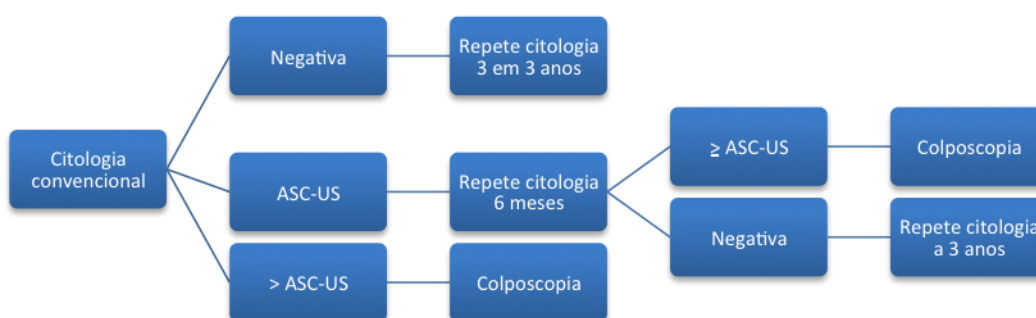 Citologia
convencional
Negativa
Repete citologia
3 em 3 anos
ASC-US
Repete citologia
6 meses
≥ ASC-US
Colposcopia
Negativa
Repete citologia
a 3 anos
> ASC-US
Colposcopia